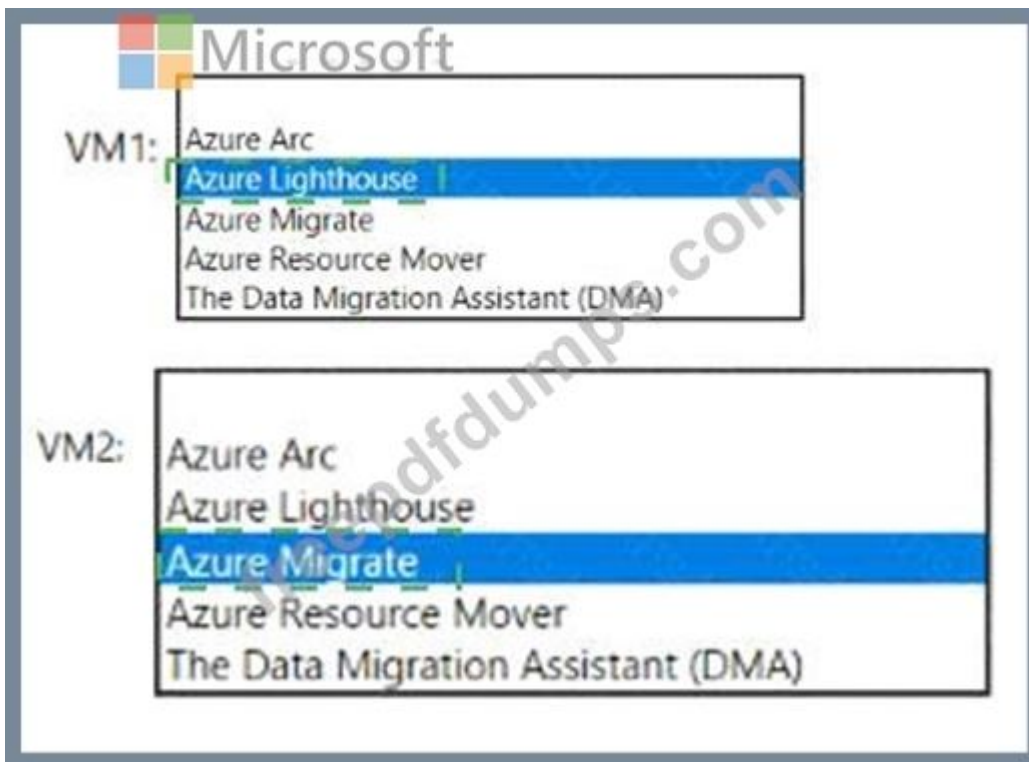 Microsoft
VM1:
Azure Arc
Azure Lighthouse
Azure Migrate
Azure Resource Mover
The Data Migration Assistant (DMA)
VM2:
Azure Arc
Azure Lighthouse
Azure Migrate
Azure Resource Mover
The Data Migration Assistant (DMA)